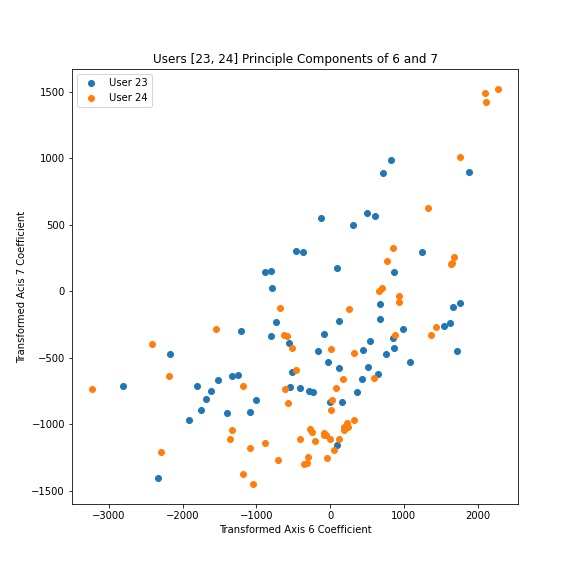 Users [23, 24] Principle Components of 6 and 7
User 23
User 24
Transformed Acis 7 Coefficient
1500
1000
500
0
−500
−1000
−1500
−3000 −2000 −1000 0 1000 2000
Transformed Axis 6 Coefficient